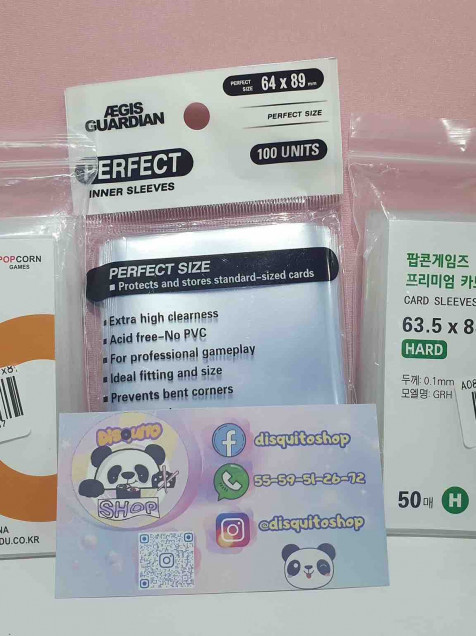 ÆGIS
GUARDIAN
PERFECT
SIZE
64 x 89mm
PERFECT SIZE
100 UNITS
PERFECT
INNER SLEEVES
PERFECT SIZE
Protects and stores standard-sized cards
Extra high clearness
Acid free-No PVC
For professional gameplay
Ideal fitting and size
Prevents bent corners
POPCORN
GAMES
DU.CO.KR
팝콘게임즈
프리미엄
CARD SLEEVES
63.5 x 8
HARD
두께: 0.1mm
모델명: GRH
50매
H
DISQUITO
SHOP
disquitoshop
55-59-51-26-72
@disquitoshop